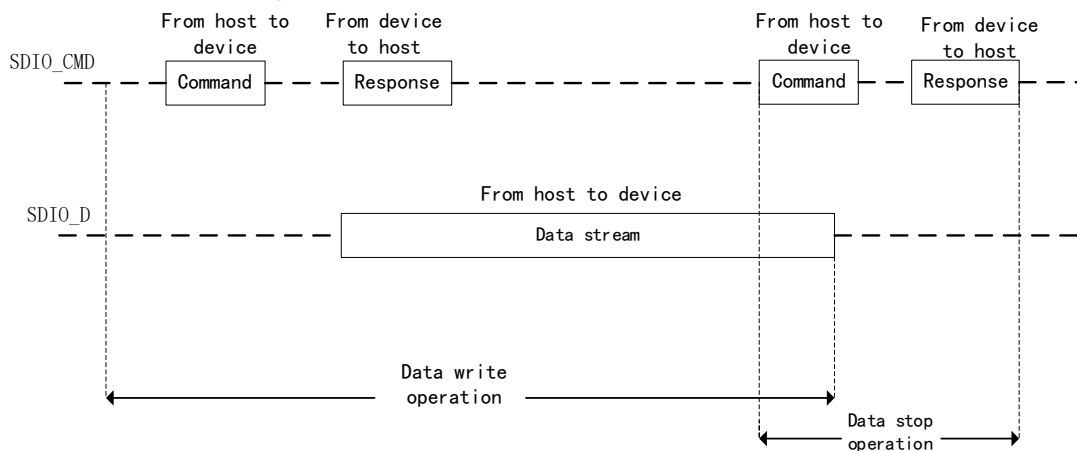 From host to
device
From device
to host
From host to
device
From device
to host
SDIO_CMD
Command
Response
Command
Response
From host to device
SDIO_D
Data stream
Data write
operation
Data stop
operation